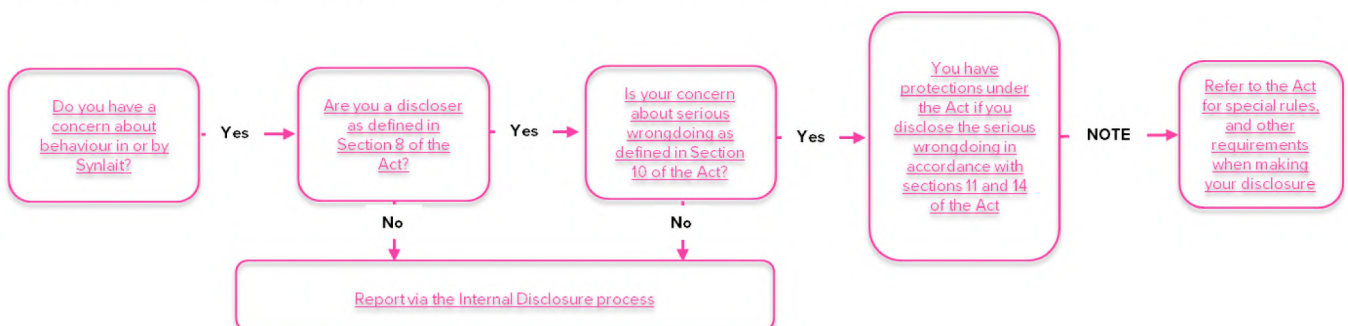 Do you have a
concern about
behaviour in or by
Synlait?
Yes
Are you a discloser
as defined in
Section 8 of the
Act?
Yes
Is your concern
about serious
wrongdoing as
defined in Section
10 of the Act?
Yes
You have
protections under
the Act if you
disclose the serious
wrongdoing in
accordance with
sections 11 and 14
of the Act
NOTE
Refer to the Act
for special rules,
and other
requirements
when making
your disclosure
No
No
Report via the Internal Disclosure process